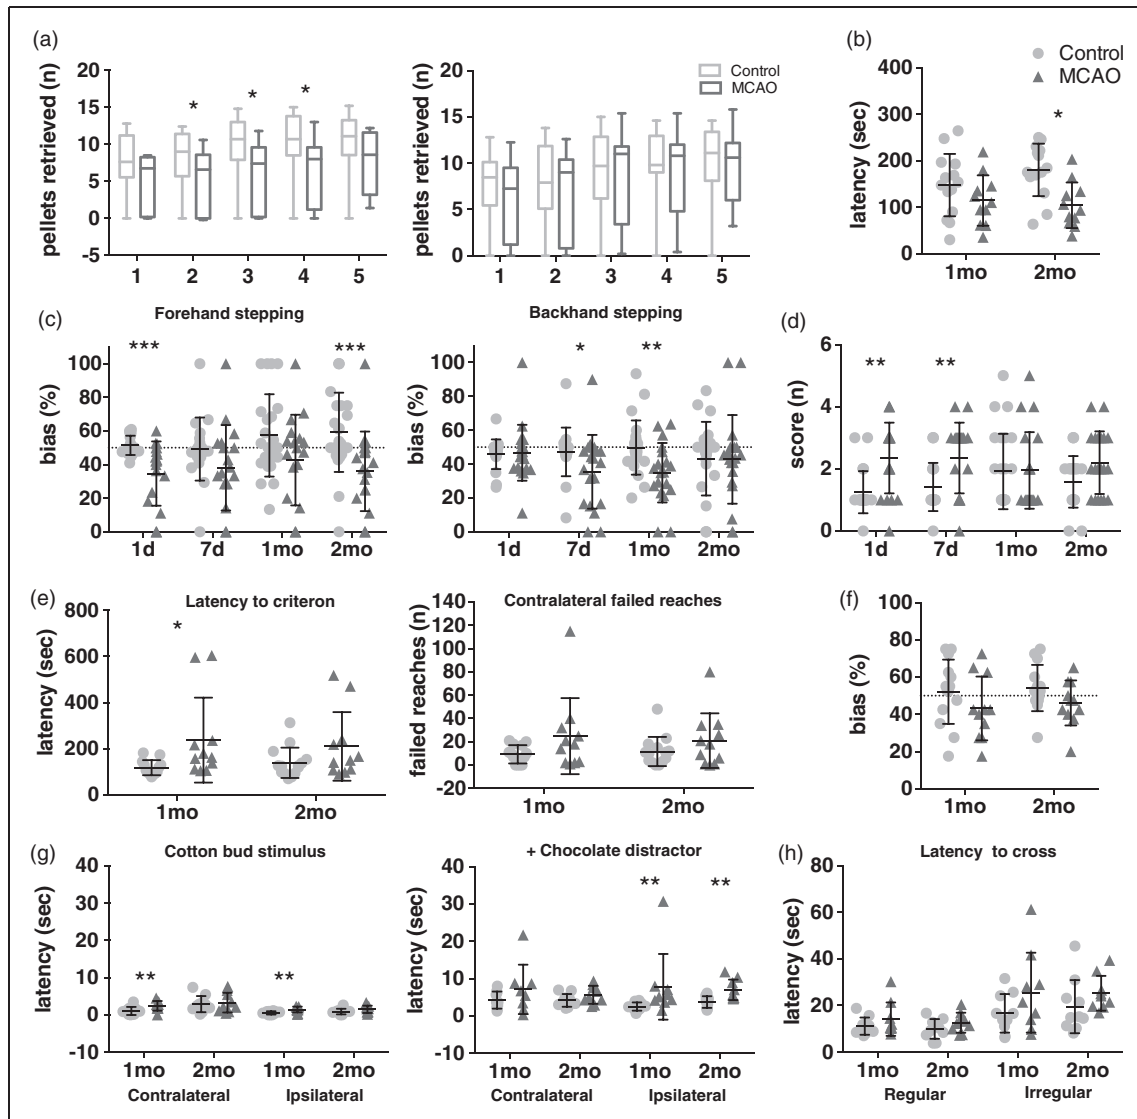 (a)
pellets retrieved (n)
20
15
10
5
0
-5
* * *
1 2 3 4 5
pellets retrieved (n)
20
15
10
5
0
Control
MCAO
1 2 3 4 5
(b)
Control
MCAO
latency (sec)
400
300
200
100
0
*
1mo 2mo
(c)
Forehand stepping
bias (%)
100
80
60
40
20
0
*** ***
1d 7d 1mo 2mo
Backhand stepping
bias (%)
100
80
60
40
20
0
* **
1d 7d 1mo 2mo
(d)
score (n)
6
4
2
0
** **
1d 7d 1mo 2mo
(e)
Latency to criteron
latency (sec)
800
600
400
200
0
*
1mo 2mo
Contralateral failed reaches
failed reaches (n)
140
120
100
80
60
40
20
0
-20
1mo 2mo
(f)
bias (%)
100
80
60
40
20
0
1mo 2mo
(g)
Cotton bud stimulus
latency (sec)
40
30
20
10
0
-10
** **
1mo 2mo 1mo 2mo
Contralateral Ipsilateral
+ Chocolate distractor
latency (sec)
40
30
20
10
0
-10
** **
1mo 2mo 1mo 2mo
Contralateral Ipsilateral
(h)
Latency to cross
latency (sec)
80
60
40
20
0
1mo 2mo 1mo 2mo
Regular Irregular